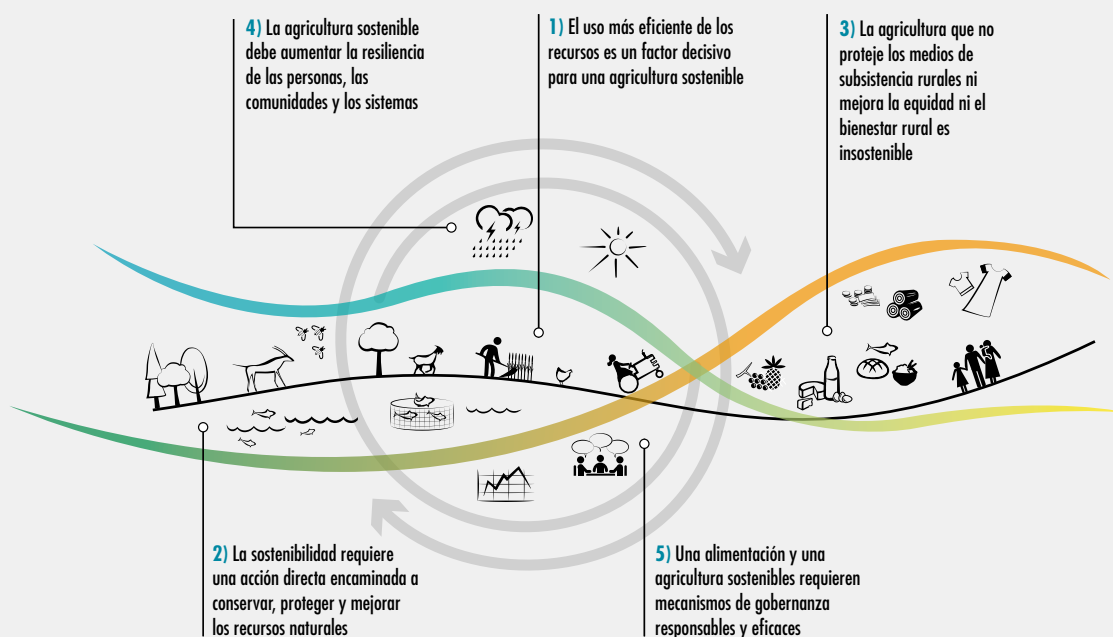 4) La agricultura sostenible
debe aumentar la resiliencia
de las personas, las
comunidades y los sistemas
1) El uso más eficiente de los
recursos es un factor decisivo
para una agricultura sostenible
3) La agricultura que no
proteje los medios de
subsistencia rurales ni
mejora la equidad ni el
bienestar rural es
insostenible
2) La sostenibilidad requiere
una acción directa encaminada a
conservar, proteger y mejorar
los recursos naturales
5) Una alimentación y una
agricultura sostenibles requieren
mecanismos de gobernanza
responsables y eficaces